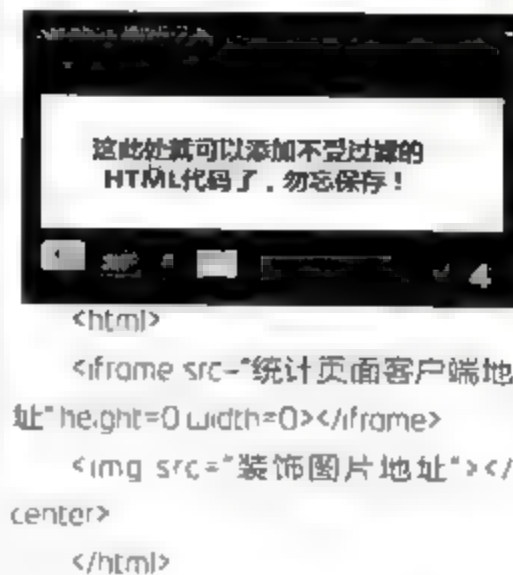 这此处就可以添加不受过滤的
HTML代码了，勿忘保存！
4
<html>
<iframe src="统计页面客户端地
址" height=0 width=0></iframe>
<img src="装饰图片地址"></
center>
</html>